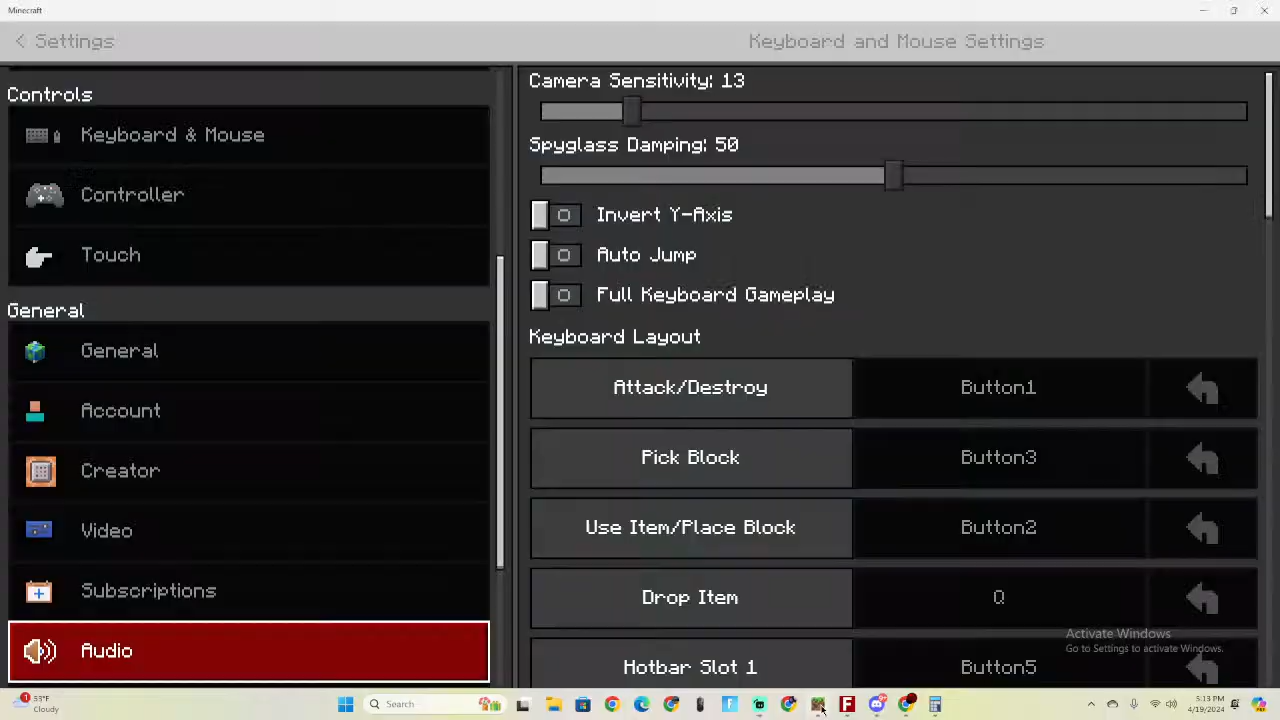 Minecraft
Settings
Keyboard and Mouse Settings
Controls
Keyboard & Mouse
Controller
Touch
General
General
Account
Creator
Video
Subscriptions
Audio
Camera Sensitivity: 13
Spyglass Damping: 50
Invert Y-Axis
Auto Jump
Full Keyboard Gameplay
Keyboard Layout
Attack/Destroy Button1
Pick Block Button3
Use Item/Place Block Button2
Drop Item Q
Hotbar Slot 1 Button5
Activate Windows
Go to Settings to activate Windows.
Cloudy
Search
5:13 PM
4/19/2024